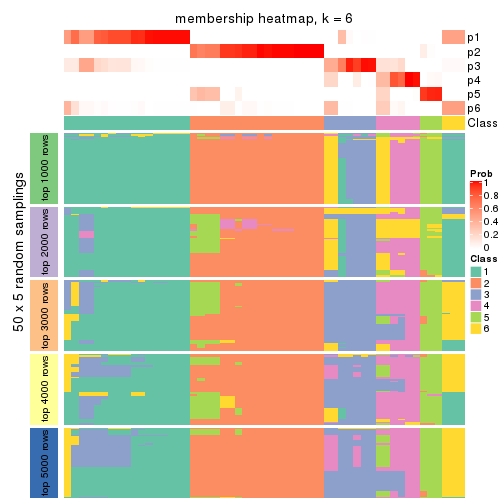 membership heatmap, k = 6
p1
p2
p3
p4
p5
p6
Class
50 x 5 random samplings
top 1000 rows
top 2000 rows
top 3000 rows
top 4000 rows
top 5000 rows
Prob
1
0.8
0.6
0.4
0.2
0
Class
1
2
3
4
5
6